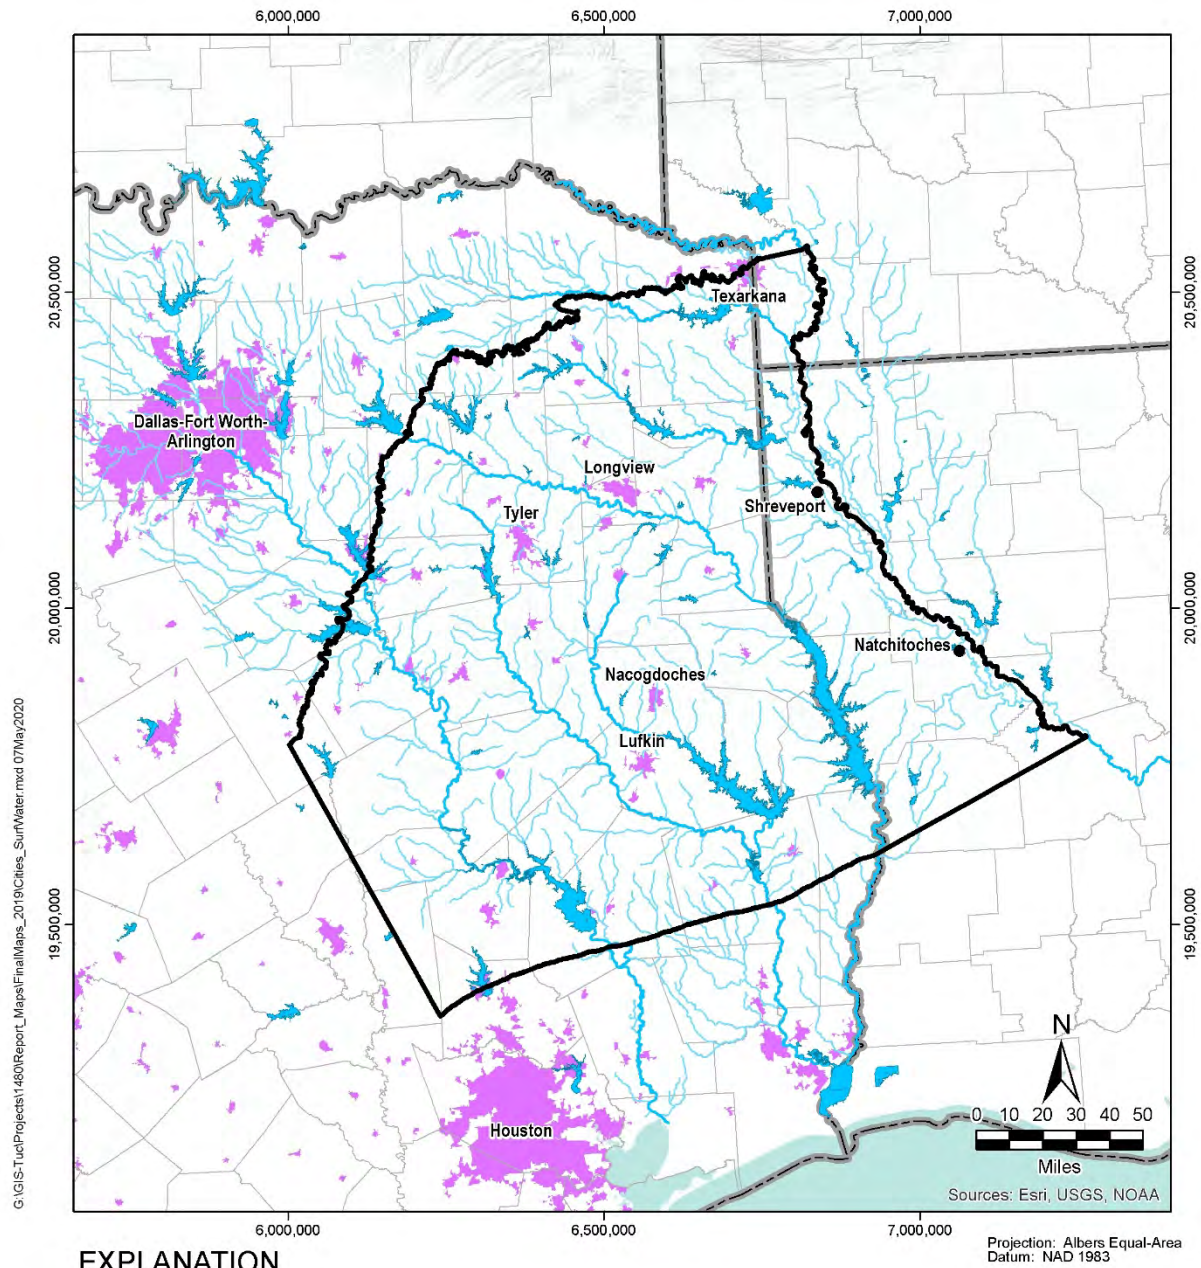 6,000,000
6,500,000
7,000,000
20,500,000
20,500,000
Texarkana
Dallas-Fort Worth-
Arlington
Longview
Tyler
Shreveport
20,000,000
20,000,000
Natchitoches
Nacogdoches
Lufkin
19,500,000
19,500,000
G:\GIS-Tuc\Projects\1480\Report_Maps\FinalMaps_2019\Cities_SurfWater.mxd 07May2020
N
0 10 20 30 40 50
Miles
Houston
Sources: Esri, USGS, NOAA
6,000,000
6,500,000
7,000,000
Projection: Albers Equal-Area
Datum: NAD 1983
EXPLANATION